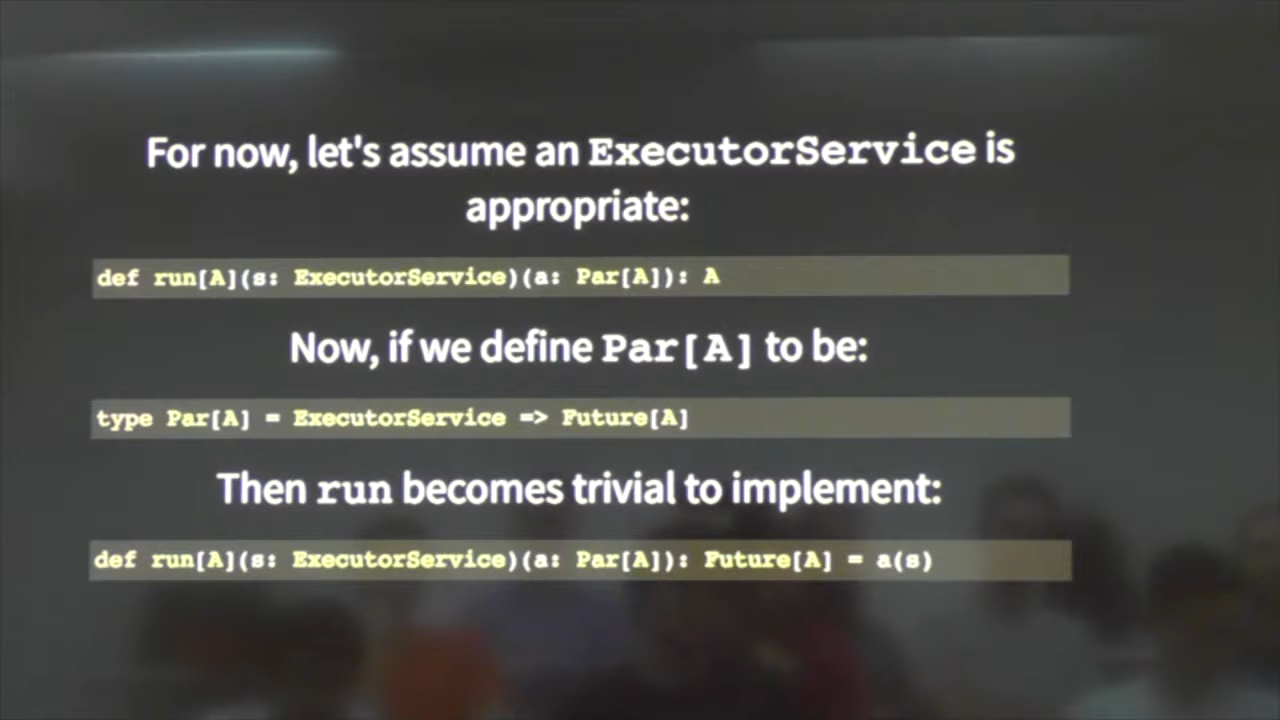 For now, let's assume an ExecutorService is
appropriate:
def run[A](s: ExecutorService)(a: Par[A]): A
Now, if we define Par[A] to be:
type Par[A] = ExecutorService => Future[A]
Then run becomes trivial to implement:
def run[A](s: ExecutorService)(a: Par[A]): Future[A] = a(s)